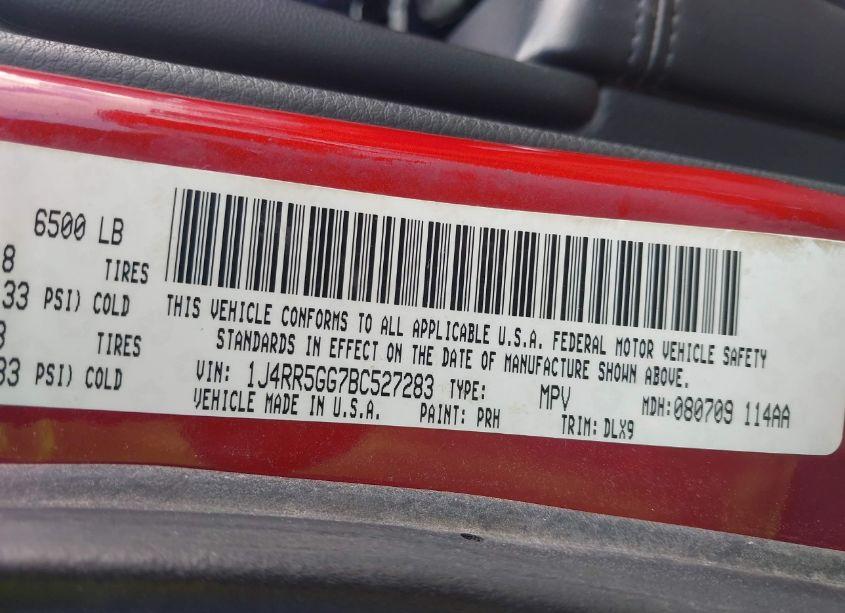 6500 LB
8 TIRES
33 PSI) COLD
TIRES
33 PSI) COLD
THIS VEHICLE CONFORMS TO ALL APPLICABLE U.S.A. FEDERAL MOTOR VEHICLE SAFETY
STANDARDS IN EFFECT ON THE DATE OF MANUFACTURE SHOWN ABOVE.
VIN: 1J4RR5GG7BC527283 TYPE: MPV MDH:080709 114AA
VEHICLE MADE IN U.S.A. PAINT: PRH TRIM: DLX9